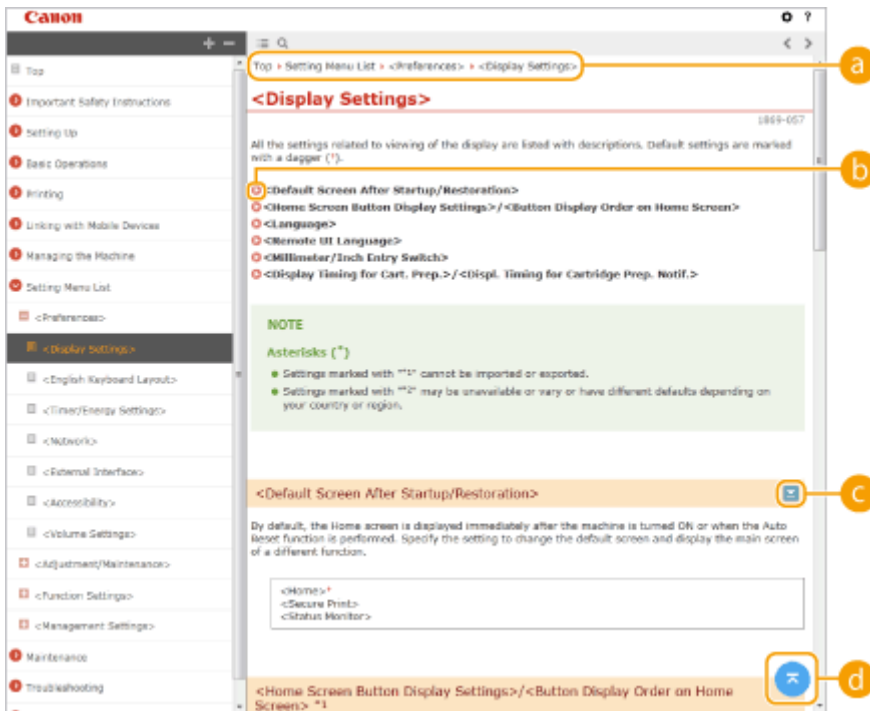 Canon
?
+ −
< >
Top
Important Safety Instructions
Setting Up
Basic Operations
Printing
Linking with Mobile Devices
Managing the Machine
Setting Menu List
<Preferences>
<Display Settings>
<English Keyboard Layout>
<Timer/Energy Settings>
<Network>
<External Interface>
<Accessibility>
<Volume Settings>
<Adjustment/Maintenance>
<Function Settings>
<Management Settings>
Maintenance
Troubleshooting
Top > Setting Menu List > <Preferences> > <Display Settings>
a
<Display Settings>
1869-057
All the settings related to viewing of the display are listed with descriptions. Default settings are marked
with a dagger (†).
b
<Default Screen After Startup/Restoration>
<Home Screen Button Display Settings>/<Button Display Order on Home Screen>
<Language>
<Remote UI Language>
<Millimeter/Inch Entry Switch>
<Display Timing for Cart. Prep.>/<Displ. Timing for Cartridge Prep. Notif.>
NOTE
Asterisks (*)
Settings marked with "*1" cannot be imported or exported.
Settings marked with "*2" may be unavailable or vary or have different defaults depending on
your country or region.
<Default Screen After Startup/Restoration>
c
By default, the Home screen is displayed immediately after the machine is turned ON or when the Auto
Reset function is performed. Specify the setting to change the default screen and display the main screen
of a different function.
<Home>†
<Secure Print>
<Status Monitor>
d
<Home Screen Button Display Settings>/<Button Display Order on Home
Screen> *1